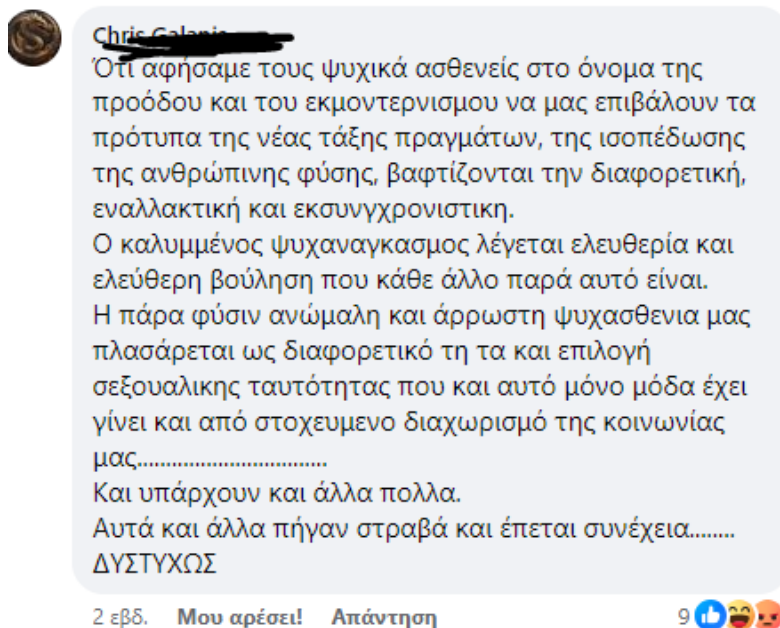 Ότι αφήσαμε τους ψυχικά ασθενείς στο όνομα της
προόδου και του εκμοντερνισμου να μας επιβάλουν τα
πρότυπα της νέας τάξης πραγμάτων, της ισοπέδωσης
της ανθρώπινης φύσης, βαφτίζονται την διαφορετική,
εναλλακτική και εκσυνγχρονιστικη.
Ο καλυμμένος ψυχαναγκασμος λέγεται ελευθερία και
ελεύθερη βούληση που κάθε άλλο παρά αυτό είναι.
Η πάρα φύσιν ανώμαλη και άρρωστη ψυχασθενια μας
πλασάρεται ως διαφορετικό τη τα και επιλογή
σεξουαλικης ταυτότητας που και αυτό μόνο μόδα έχει
γίνει και από στοχευμενο διαχωρισμό της κοινωνίας
μας.................................
Και υπάρχουν και άλλα πολλα.
Αυτά και άλλα πήγαν στραβά και έπεται συνέχεια........
ΔΥΣΤΥΧΩΣ
2 εβδ. Μου αρέσει! Απάντηση 9